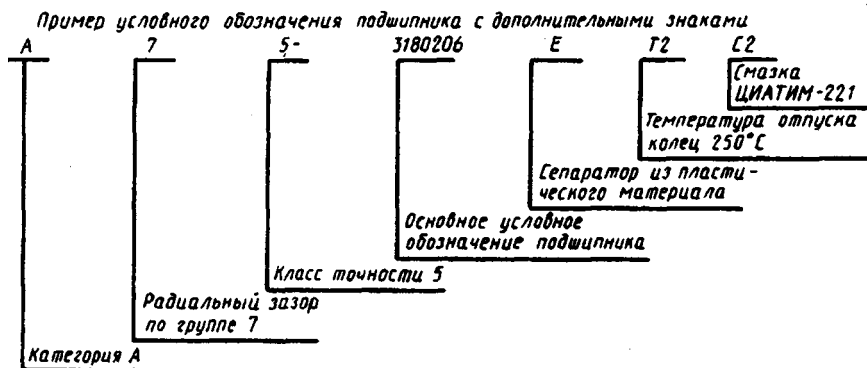 Пример условного обозначения подшипника с дополнительными знаками
А 7 5,- 3180206 Е Т2 С2
Смазка
ЦИАТИМ-221
Температура отпуска
колец 250°С
Сепаратор из пласти-
ческого материала
Основное условное
обозначение подшипника
Класс точности 5
Радиальный зазор
по группе 7
Категория А